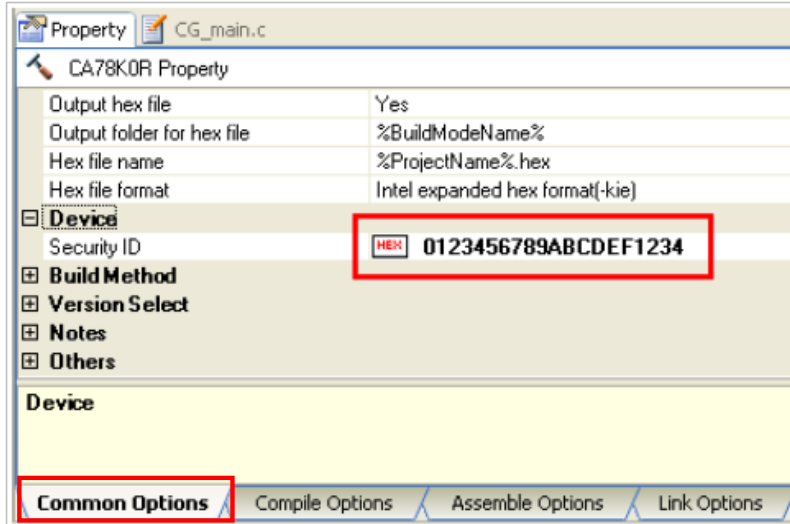 Property CG_main.c
CA78K0R Property
Output hex file Yes
Output folder for hex file %BuildModeName%
Hex file name %ProjectName%.hex
Hex file format Intel expanded hex format(-kie)
Device
Security ID HEX 0123456789ABCDEF1234
Build Method
Version Select
Notes
Others
Device
Common Options Compile Options Assemble Options Link Options